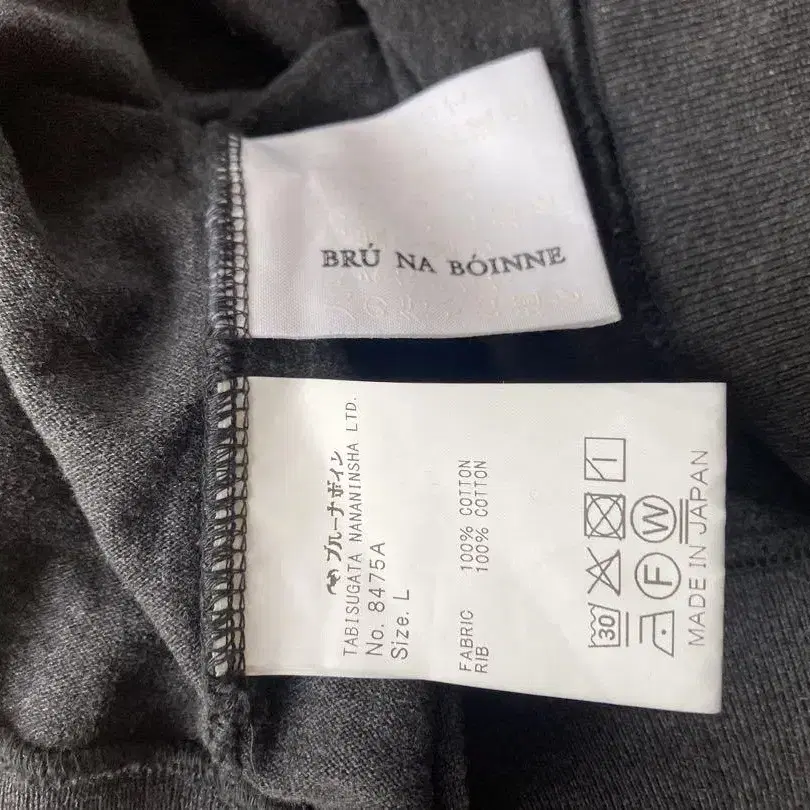 BRÚ NA BÓINNE
ブルーナボイン
TABISUGATA NANANINSHA LTD.
No. 8475A
Size. L
FABRIC 100% COTTON
RIB 100% COTTON
30
F W
MADE IN JAPAN